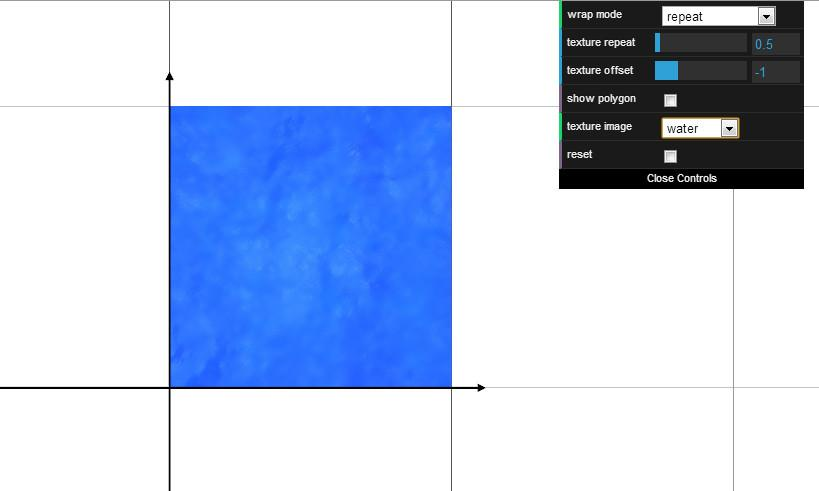 wrap mode repeat
texture repeat 0.5
texture offset -1
show polygon
texture image water
reset
Close Controls